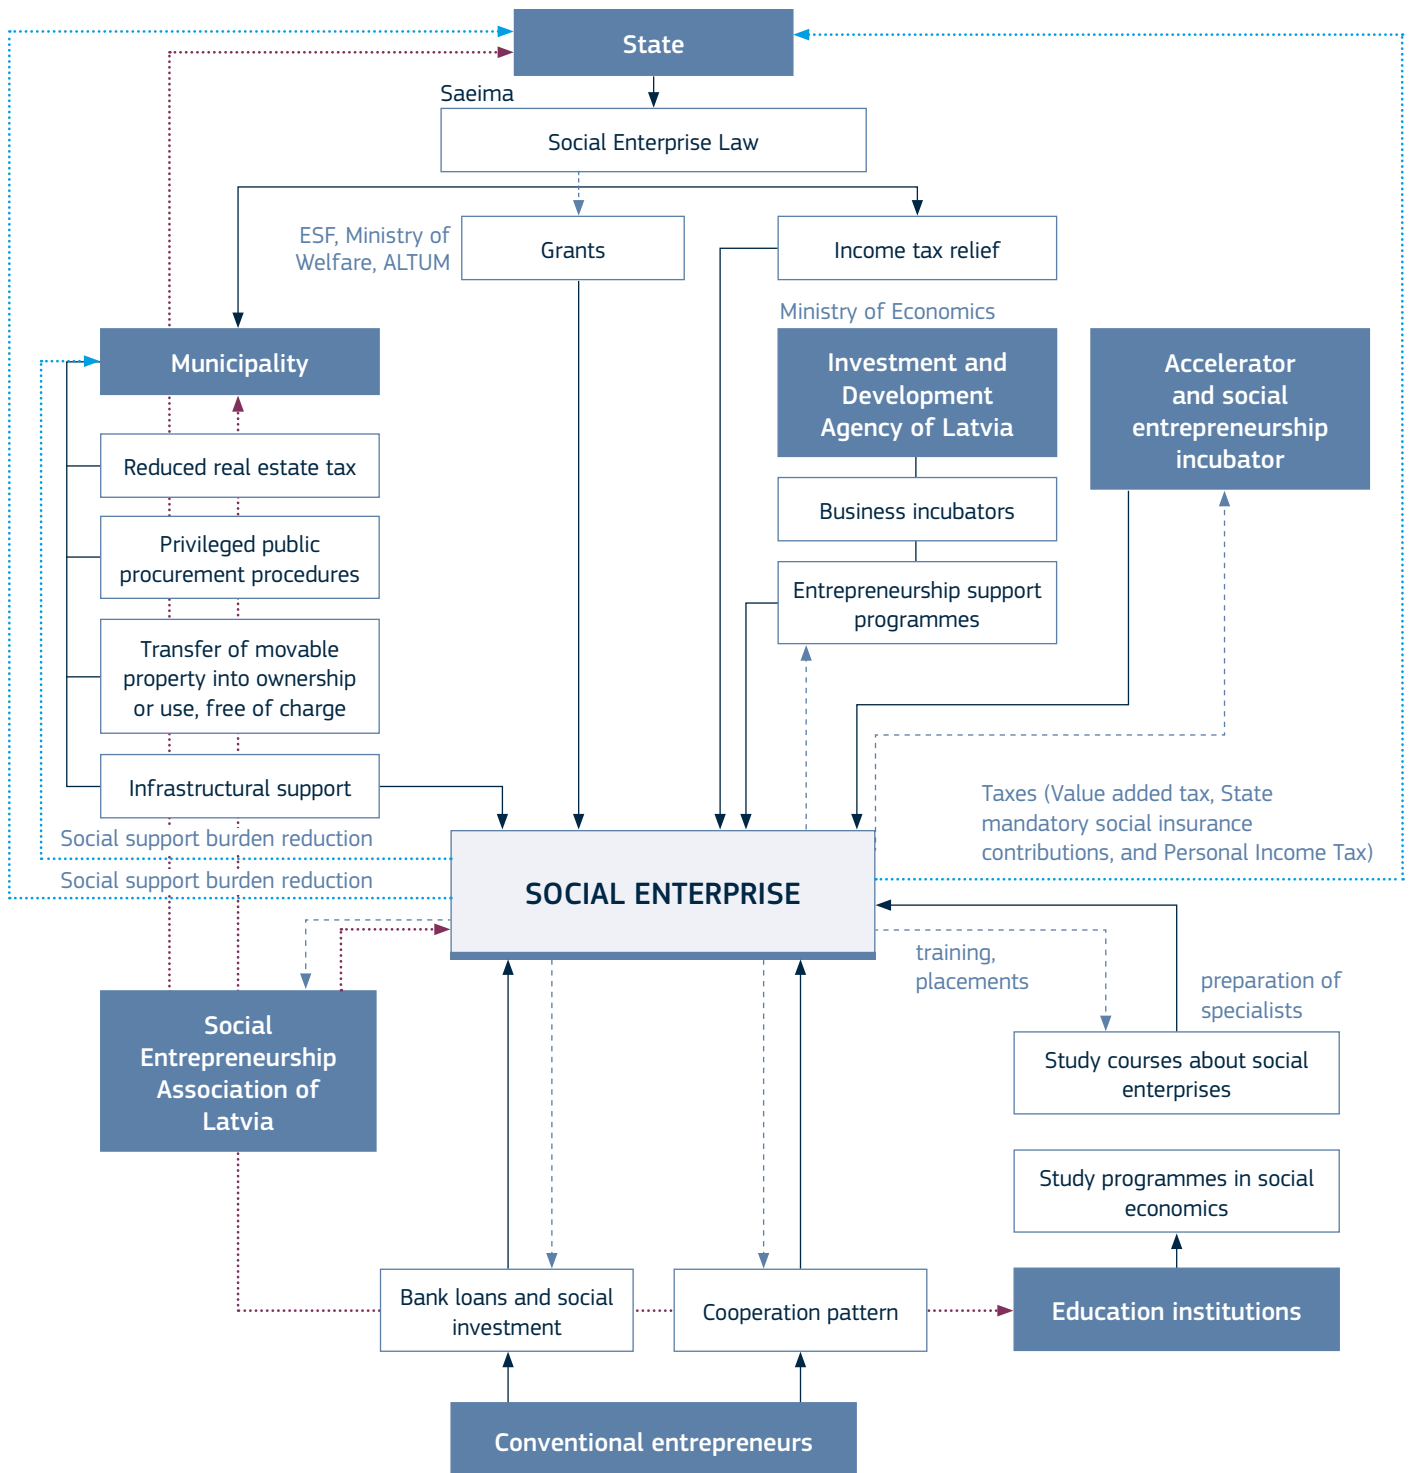 State
Saeima
Social Enterprise Law
ESF, Ministry of
Welfare, ALTUM
Grants
Income tax relief
Ministry of Economics
Municipality
Investment and
Development
Agency of Latvia
Accelerator
and social
entrepreneurship
incubator
Reduced real estate tax
Business incubators
Privileged public
procurement procedures
Entrepreneurship support
programmes
Transfer of movable
property into ownership
or use, free of charge
Infrastructural support
Social support burden reduction
Social support burden reduction
Taxes (Value added tax, State
mandatory social insurance
contributions, and Personal Income Tax)
SOCIAL ENTERPRISE
training,
placements
preparation of
specialists
Social
Entrepreneurship
Association of
Latvia
Study courses about social
enterprises
Study programmes in social
economics
Bank loans and social
investment
Cooperation pattern
Education institutions
Conventional entrepreneurs